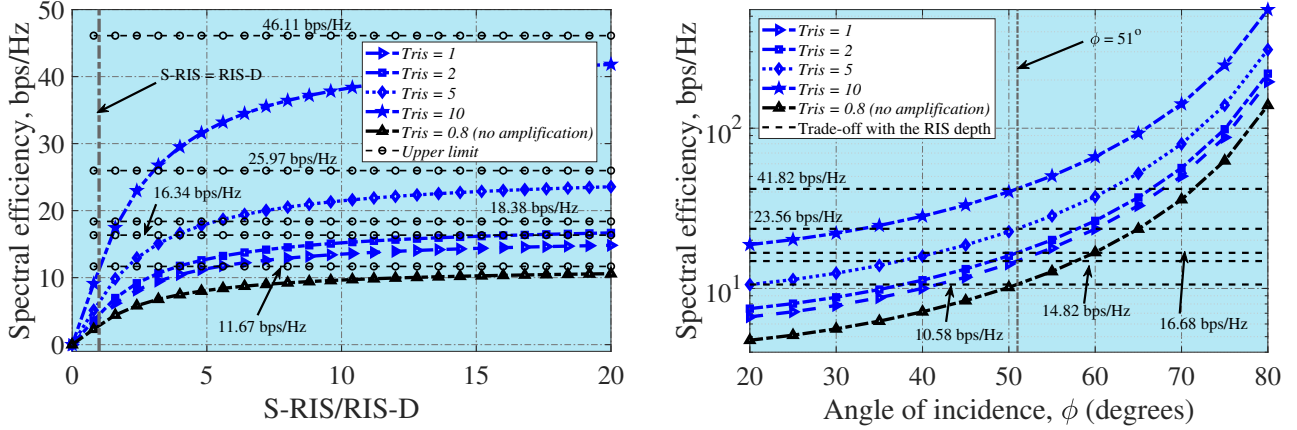 46.11 bps/Hz
Tris = 1
Tris = 2
Tris = 5
Tris = 10
Tris = 0.8 (no amplification)
Upper limit
S-RIS = RIS-D
25.97 bps/Hz
16.34 bps/Hz
18.38 bps/Hz
11.67 bps/Hz
50
40
30
20
10
0
0
5
10
15
20
S-RIS/RIS-D
Spectral efficiency, bps/Hz
Tris = 1
Tris = 2
Tris = 5
Tris = 10
Tris = 0.8 (no amplification)
Trade-off with the RIS depth
ϕ = 51°
41.82 bps/Hz
23.56 bps/Hz
10.58 bps/Hz
14.82 bps/Hz
16.68 bps/Hz
10²
10¹
20
30
40
50
60
70
80
Angle of incidence, ϕ (degrees)
Spectral efficiency, bps/Hz